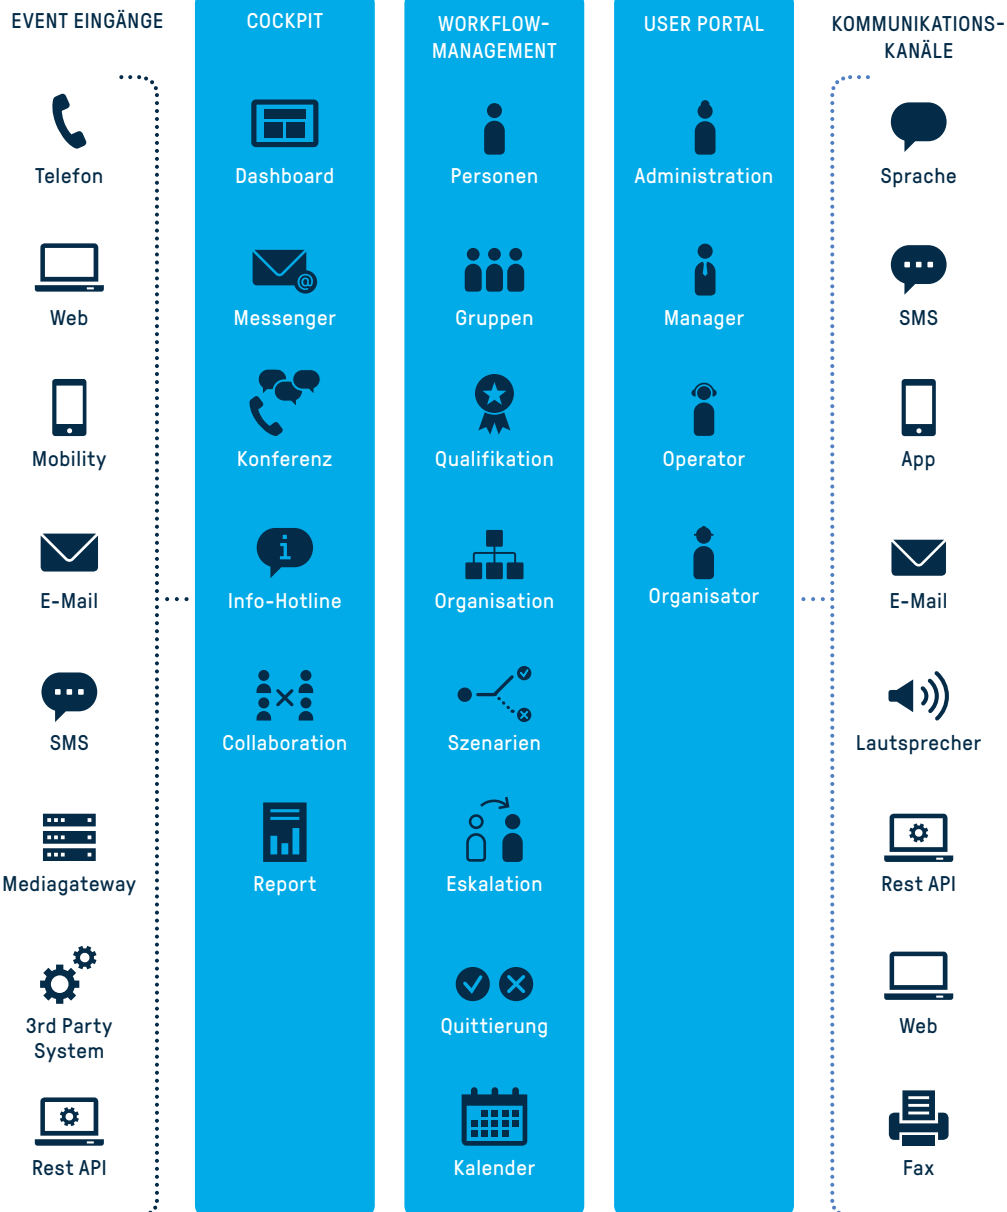 EVENT EINGÄNGE
Telefon
Web
Mobility
E-Mail
SMS
Mediagateway
3rd Party
System
Rest API
COCKPIT
Dashboard
@
Messenger
Konferenz
i
Info-Hotline
Collaboration
Report
WORKFLOW-
MANAGEMENT
Personen
Gruppen
Qualifikation
Organisation
Szenarien
Eskalation
Quittierung
Kalender
USER PORTAL
Administration
Manager
Operator
Organisator
KOMMUNIKATIONS-
KANÄLE
Sprache
SMS
App
E-Mail
Lautsprecher
Rest API
Web
Fax